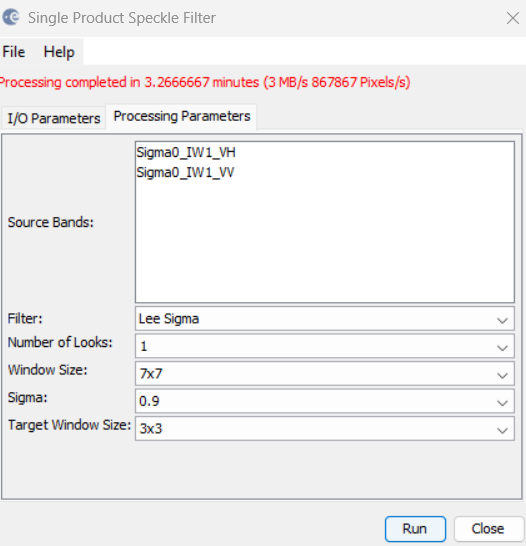 Single Product Speckle Filter
File Help
Processing completed in 3.2666667 minutes (3 MB/s 867867 Pixels/s)
I/O Parameters Processing Parameters
Source Bands:
Sigma0_IW1_VH
Sigma0_IW1_VV
Filter: Lee Sigma
Number of Looks: 1
Window Size: 7x7
Sigma: 0.9
Target Window Size: 3x3
Run Close